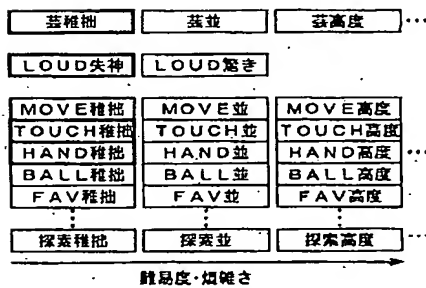 芸稚拙 芸並 芸高度 …
LOUD失神 LOUD驚き
MOVE稚拙 MOVE並 MOVE高度
TOUCH稚拙 TOUCH並 TOUCH高度
HAND稚拙 HAND並 HAND高度 …
BALL稚拙 BALL並 BALL高度
FAV稚拙 FAV並 FAV高度
探索稚拙 探索並 探索高度 …
難易度・煩雑さ